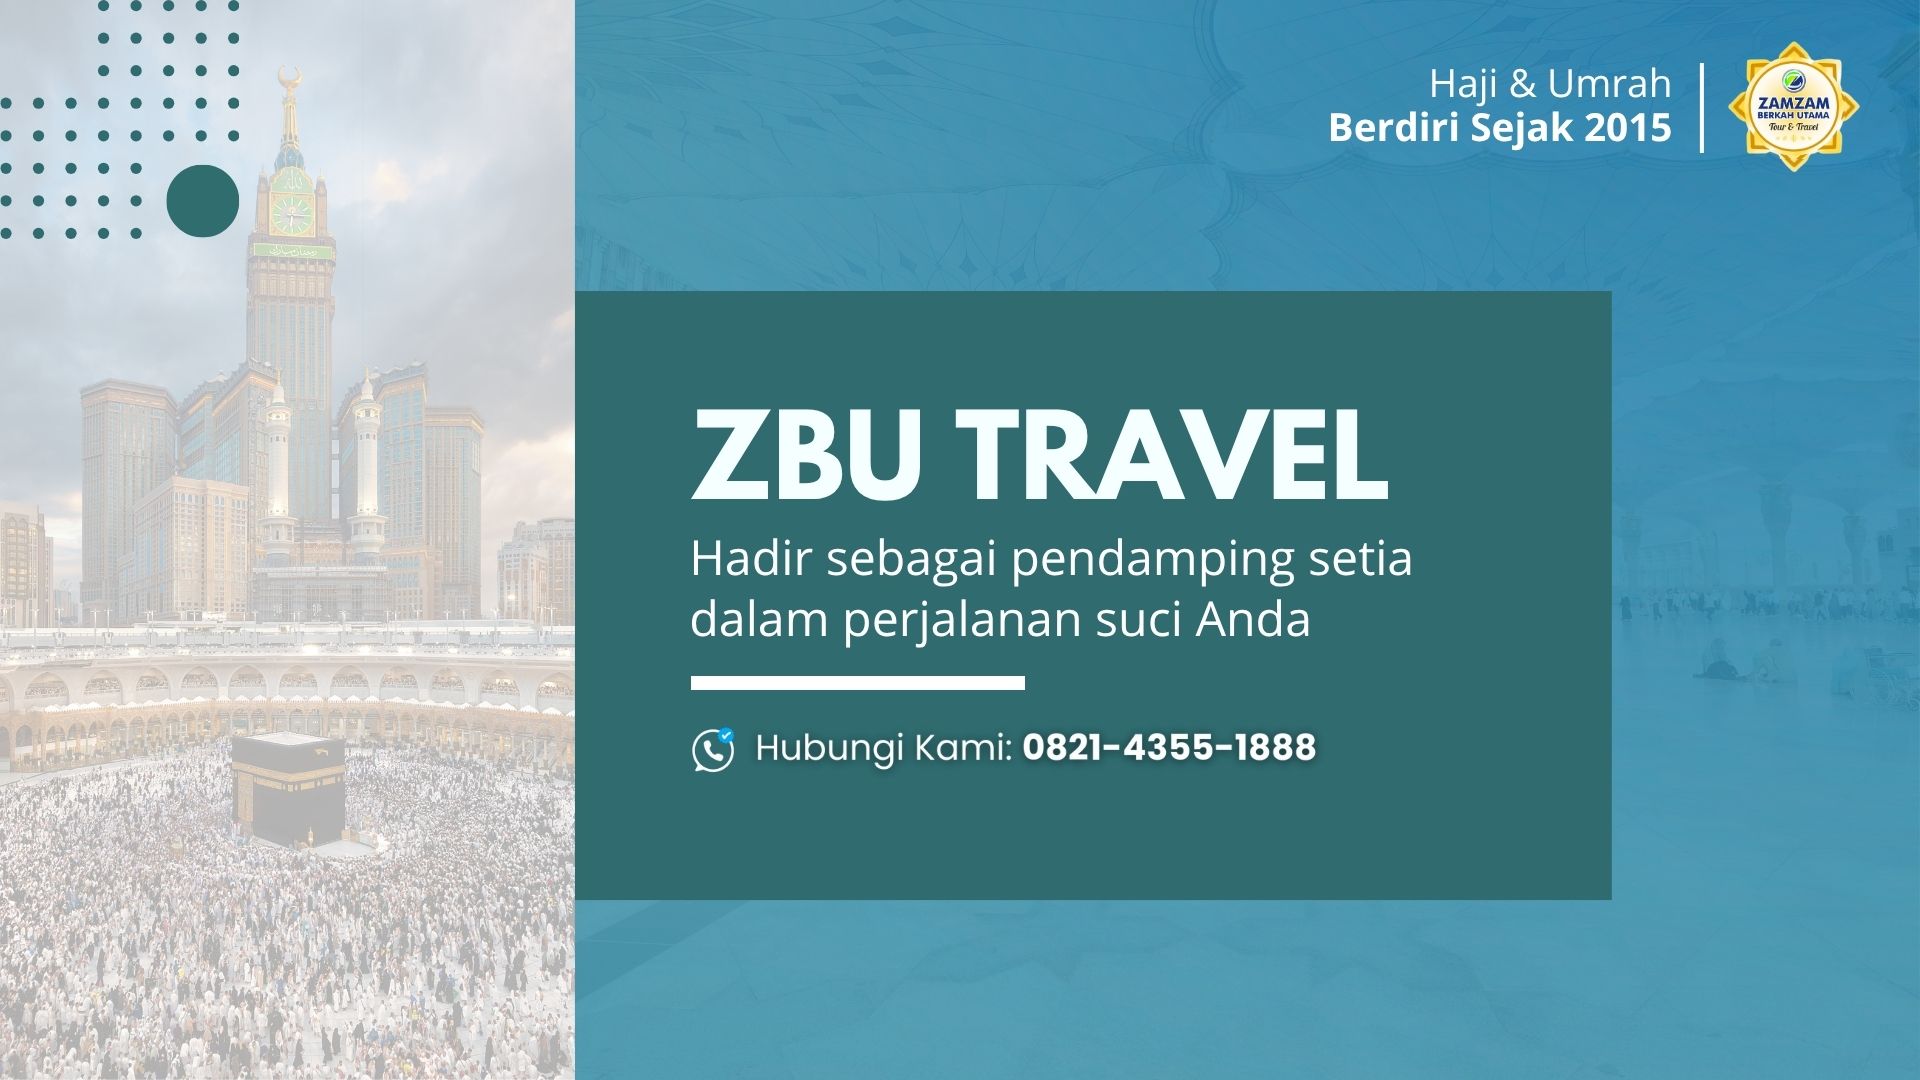 Haji & Umrah
Berdiri Sejak 2015
ZAMZAM
BERKAH UTAMA
Tour & Travel
ZBU TRAVEL
Hadir sebagai pendamping setia
dalam perjalanan suci Anda
Hubungi Kami: 0821-4355-1888